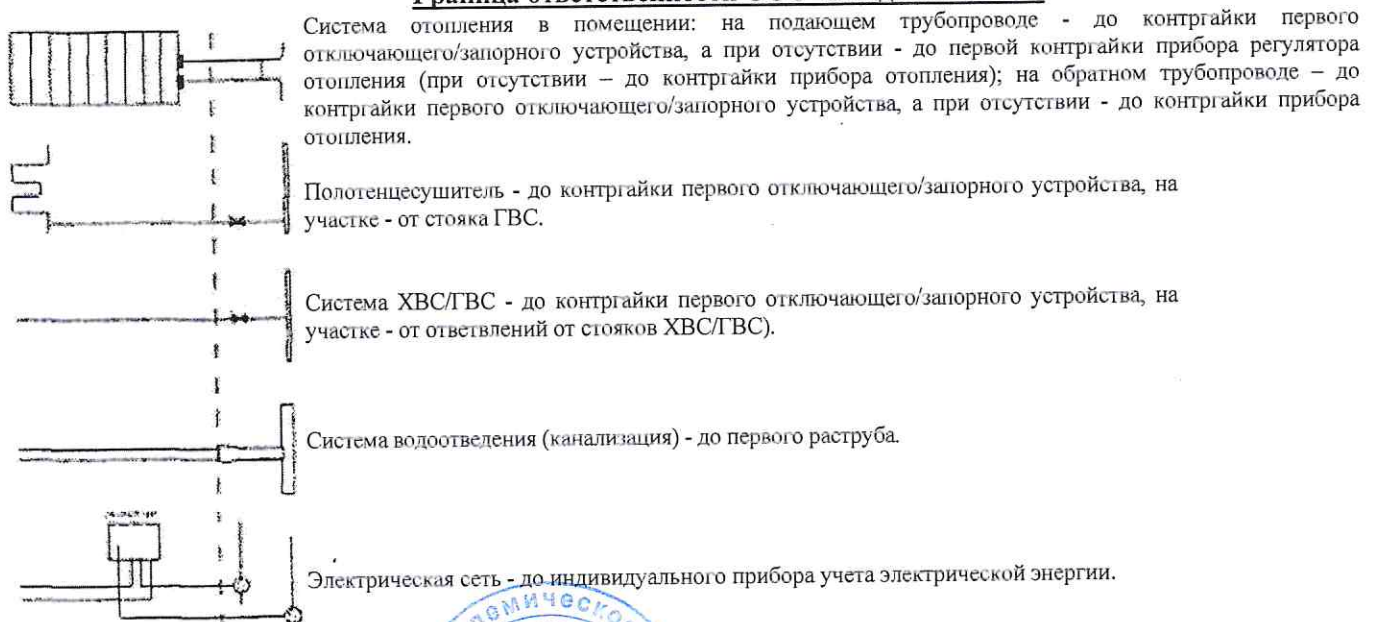 Граница ответственности
Система отопления в помещении: на подающем трубопроводе - до контргайки первого
отключающего/запорного устройства, а при отсутствии - до первой контргайки прибора регулятора
отопления (при отсутствии – до контргайки прибора отопления); на обратном трубопроводе – до
контргайки первого отключающего/запорного устройства, а при отсутствии - до контргайки прибора
отопления.
Полотенцесушитель - до контргайки первого отключающего/запорного устройства, на
участке - от стояка ГВС.
Система ХВС/ГВС - до контргайки первого отключающего/запорного устройства, на
участке - от ответвлений от стояков ХВС/ГВС).
Система водоотведения (канализация) - до первого раструба.
Электрическая сеть - до индивидуального прибора учета электрической энергии.